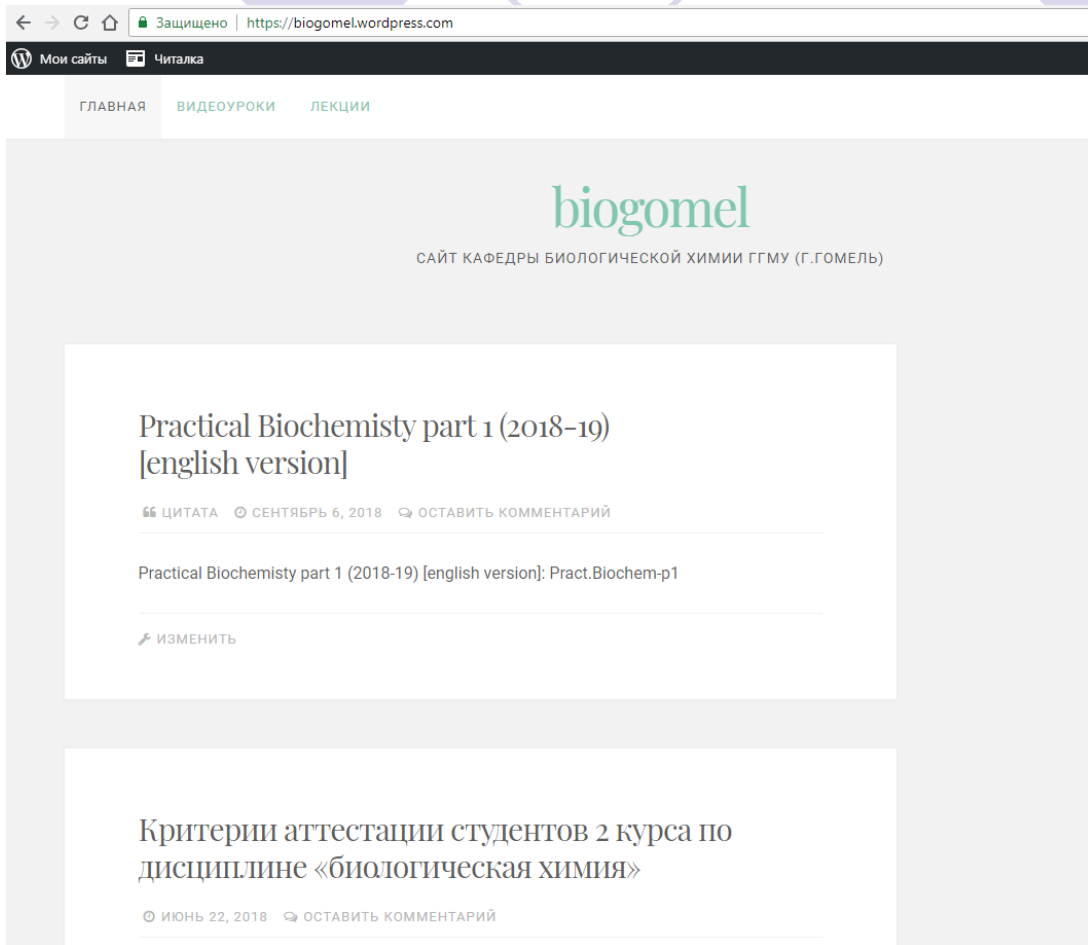 Защищено | https://biogomel.wordpress.com
Мои сайты Читалка
ГЛАВНАЯ ВИДЕОУРОКИ ЛЕКЦИИ
biogomel
САЙТ КАФЕДРЫ БИОЛОГИЧЕСКОЙ ХИМИИ ГГМУ (Г.ГОМЕЛЬ)
Practical Biochemisty part 1 (2018-19)
[english version]
ЦИТАТА СЕНТЯБРЬ 6, 2018 ОСТАВИТЬ КОММЕНТАРИЙ
Practical Biochemisty part 1 (2018-19) [english version]: Pract.Biochem-p1
ИЗМЕНИТЬ
Критерии аттестации студентов 2 курса по
дисциплине «биологическая химия»
ИЮНЬ 22, 2018 ОСТАВИТЬ КОММЕНТАРИЙ